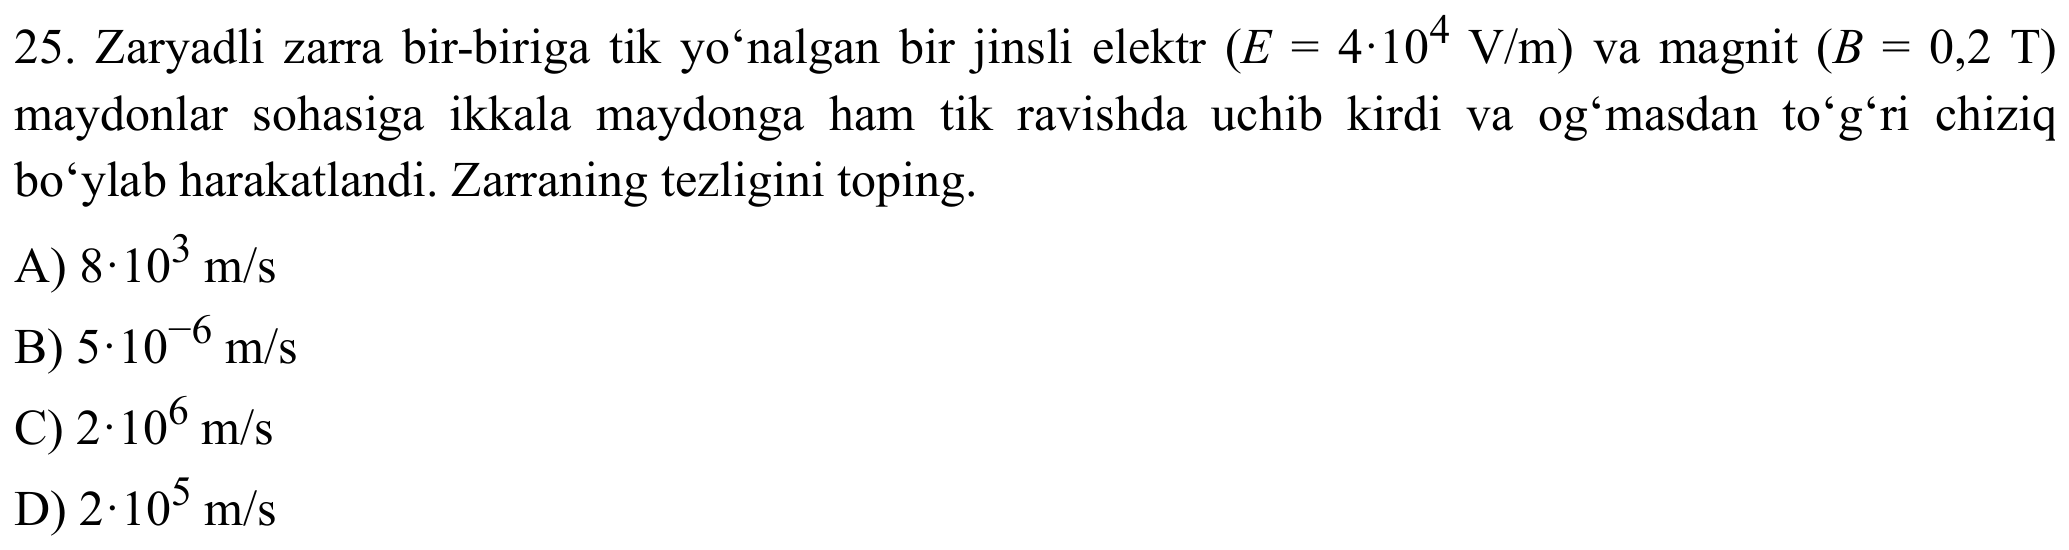 25. Zaryadli zarra bir-biriga tik yo‘nalgan bir jinsli elektr (E = 4·10⁴ V/m) va magnit (B = 0,2 T)
maydonlar sohasiga ikkala maydonga ham tik ravishda uchib kirdi va og‘masdan to‘g‘ri chiziq
bo‘ylab harakatlandi. Zarraning tezligini toping.
A) 8·10³ m/s
B) 5·10⁻⁶ m/s
C) 2·10⁶ m/s
D) 2·10⁵ m/s